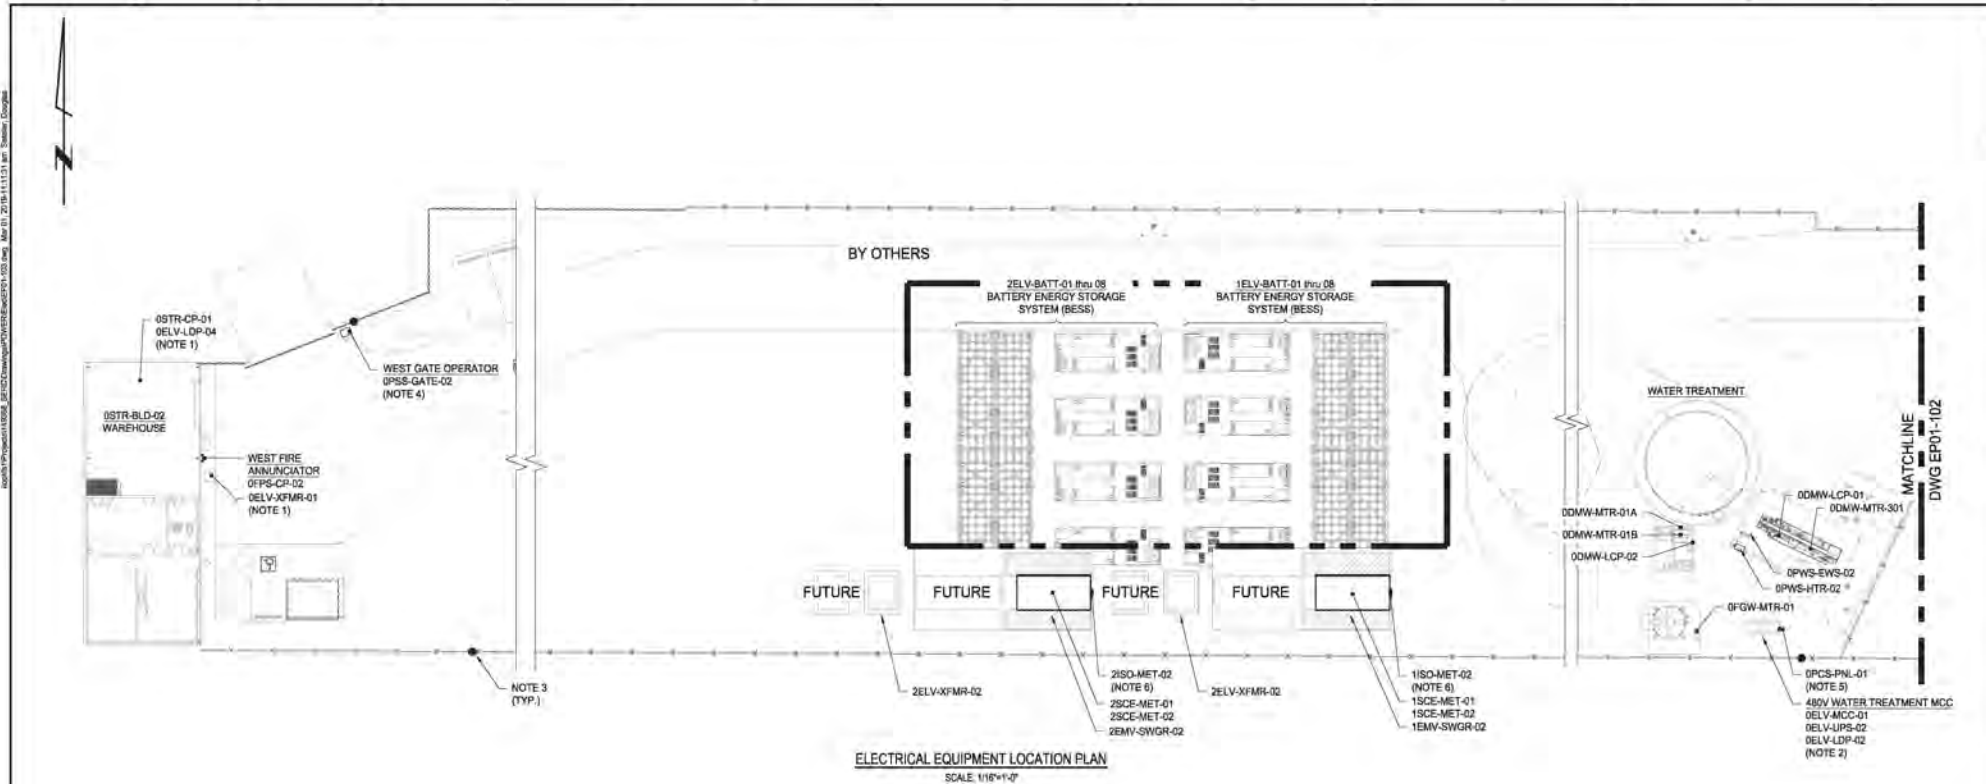 N
BY OTHERS
0STR-CP-01
0ELV-LDP-04
(NOTE 1)
WEST GATE OPERATOR
0PSS-GATE-02
(NOTE 4)
0STR-BLD-02
WAREHOUSE
WEST FIRE
ANNUNCIATOR
0FPS-CP-02
0ELV-XFMR-01
(NOTE 1)
NOTE 3
(TYP.)
2ELV-BATT-01 thru 08
BATTERY ENERGY STORAGE
SYSTEM (BESS)
1ELV-BATT-01 thru 08
BATTERY ENERGY STORAGE
SYSTEM (BESS)
FUTURE
FUTURE
FUTURE
FUTURE
2ELV-XFMR-02
2ISO-MET-02
(NOTE 6)
2SCE-MET-01
2SCE-MET-02
2EMV-SWGR-02
2ELV-XFMR-02
1ISO-MET-02
(NOTE 6)
1SCE-MET-01
1SCE-MET-02
1EMV-SWGR-02
WATER TREATMENT
0DMW-MTR-01A
0DMW-MTR-01B
0DMW-LCP-02
0DMW-LCP-01
0DMW-MTR-301
0PWS-EWS-02
0PWS-HTR-02
0FGW-MTR-01
0PCS-PNL-01
(NOTE 5)
480V WATER TREATMENT MCC
0ELV-MCC-01
0ELV-UPS-02
0ELV-LDP-02
(NOTE 2)
MATCHLINE
DWG EP01-102
ELECTRICAL EQUIPMENT LOCATION PLAN
SCALE: 1/16"=1'-0"